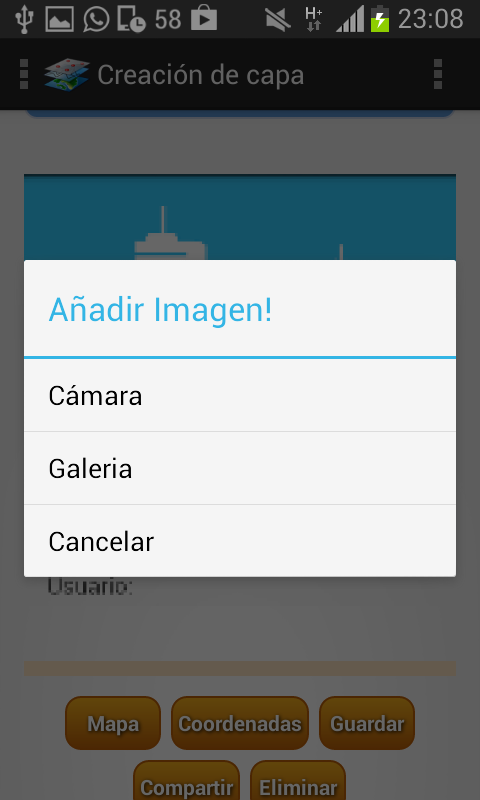 58
H+
23:08
Creación de capa
Añadir Imagen!
Cámara
Galeria
Cancelar
Usuario:
Mapa
Coordenadas
Guardar
Compartir
Eliminar